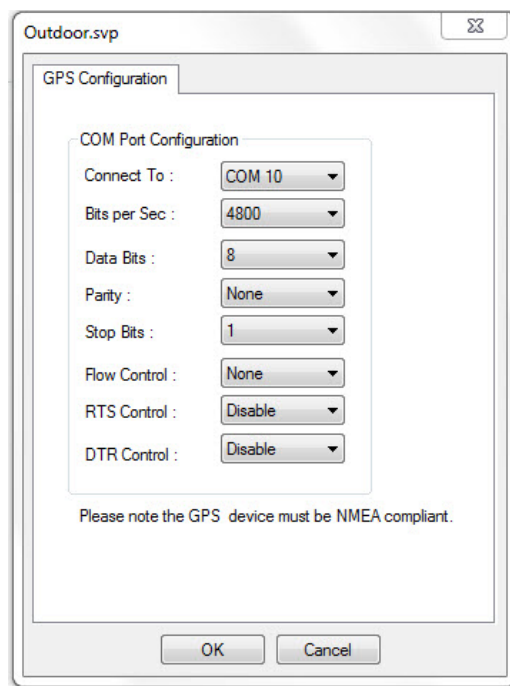 Outdoor.svp
GPS Configuration
COM Port Configuration
Connect To : COM 10
Bits per Sec : 4800
Data Bits : 8
Parity : None
Stop Bits : 1
Flow Control : None
RTS Control : Disable
DTR Control : Disable
Please note the GPS device must be NMEA compliant.
OK Cancel